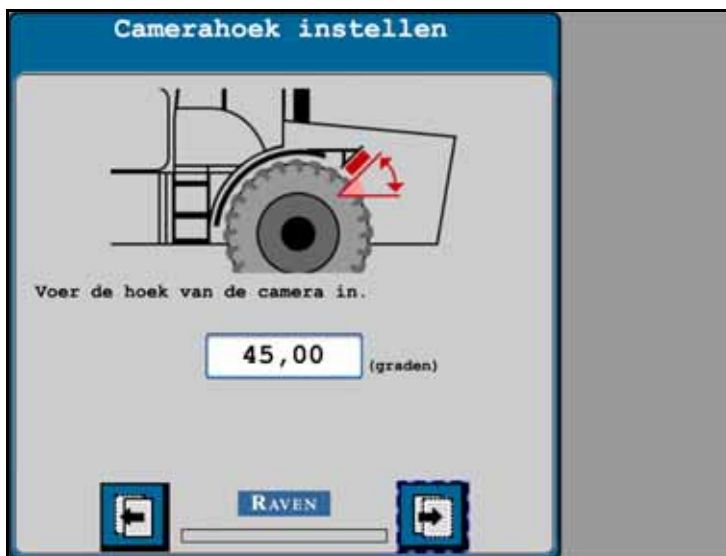 Camerahoek instellen
Voer de hoek van de camera in.
45,00
(graden)
RAVEN